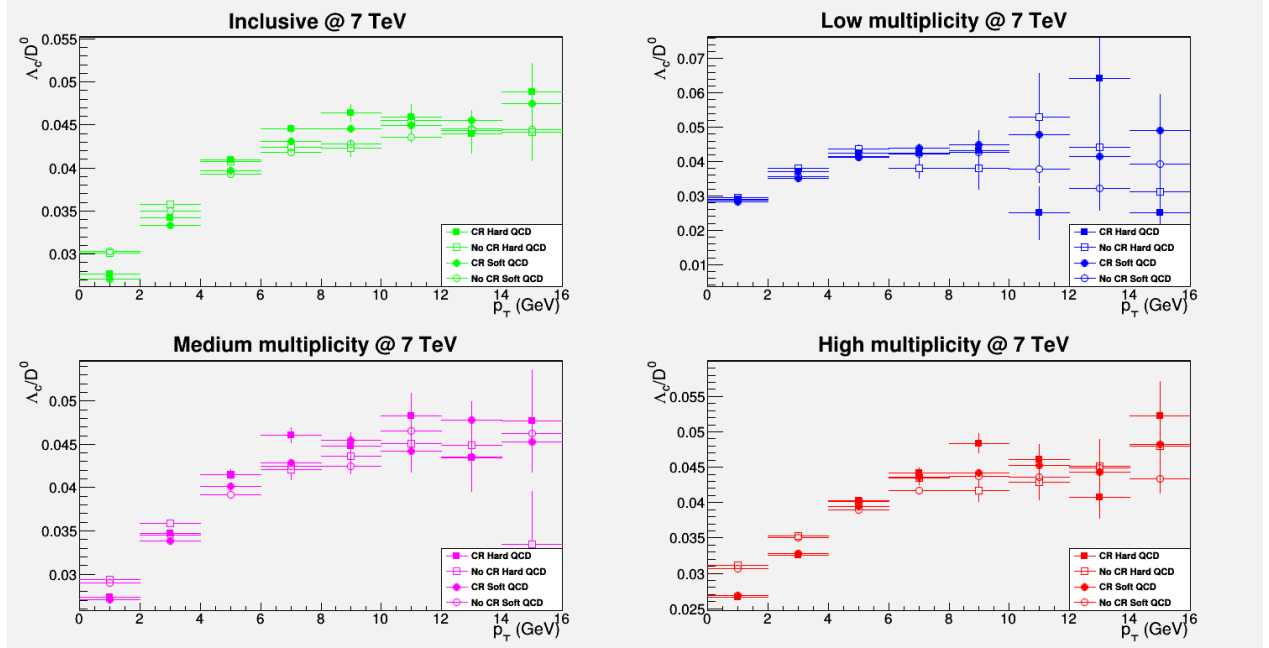 Inclusive @ 7 TeV
Λc/D⁰
0.055
0.05
0.045
0.04
0.035
0.03
CR Hard QCD
No CR Hard QCD
CR Soft QCD
No CR Soft QCD
0 2 4 6 8 10 12 14 16
p_T (GeV)
Low multiplicity @ 7 TeV
Λc/D⁰
0.07
0.06
0.05
0.04
0.03
0.02
0.01
CR Hard QCD
No CR Hard QCD
CR Soft QCD
No CR Soft QCD
0 2 4 6 8 10 12 14 16
p_T (GeV)
Medium multiplicity @ 7 TeV
Λc/D⁰
0.05
0.045
0.04
0.035
0.03
CR Hard QCD
No CR Hard QCD
CR Soft QCD
No CR Soft QCD
0 2 4 6 8 10 12 14 16
p_T (GeV)
High multiplicity @ 7 TeV
Λc/D⁰
0.055
0.05
0.045
0.04
0.035
0.03
0.025
CR Hard QCD
No CR Hard QCD
CR Soft QCD
No CR Soft QCD
0 2 4 6 8 10 12 14 16
p_T (GeV)